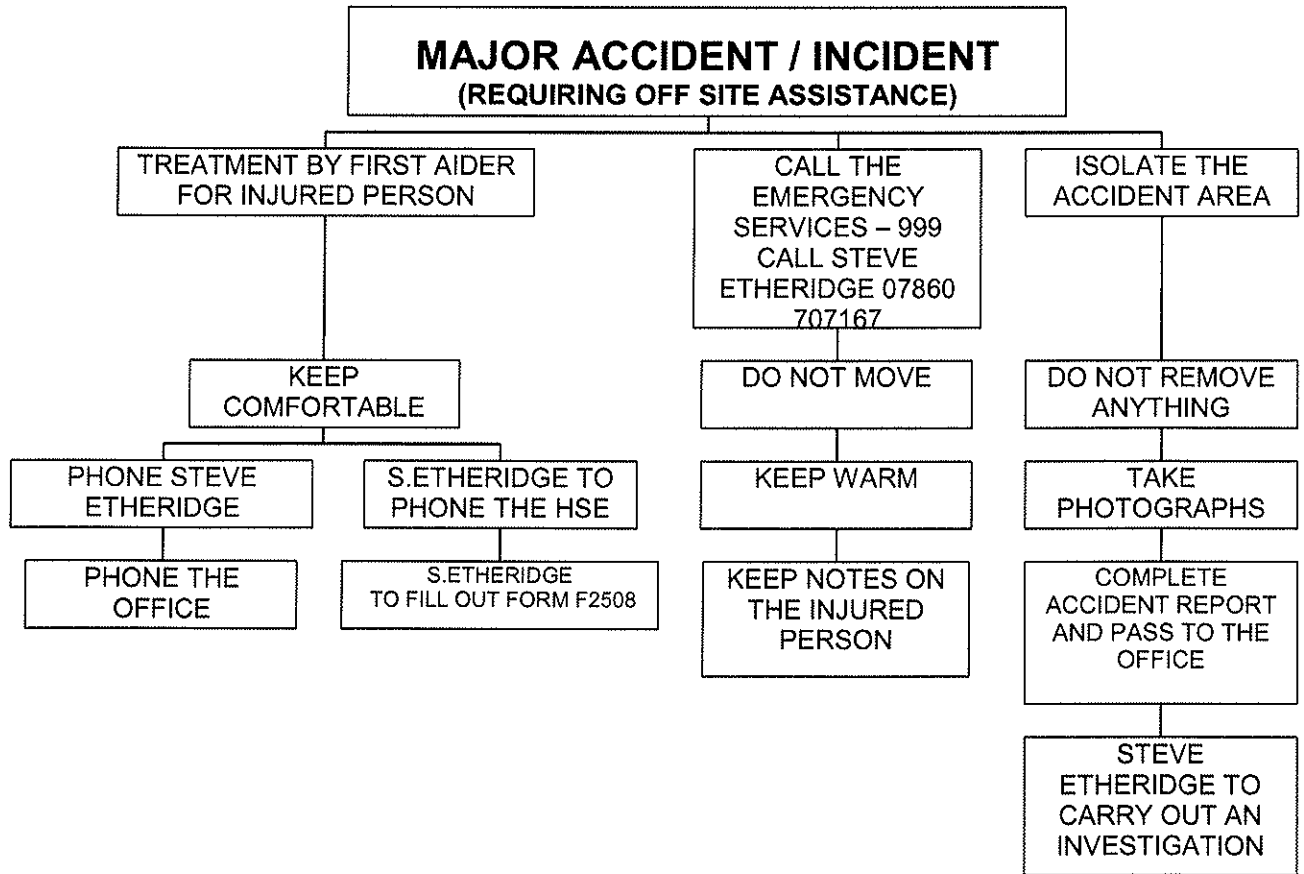 MAJOR ACCIDENT / INCIDENT
(REQUIRING OFF SITE ASSISTANCE)
TREATMENT BY FIRST AIDER
FOR INJURED PERSON
KEEP
COMFORTABLE
PHONE STEVE
ETHERIDGE
PHONE THE
OFFICE
S.ETHERIDGE TO
PHONE THE HSE
S.ETHERIDGE
TO FILL OUT FORM F2508
CALL THE
EMERGENCY
SERVICES – 999
CALL STEVE
ETHERIDGE 07860
707167
DO NOT MOVE
KEEP WARM
KEEP NOTES ON
THE INJURED
PERSON
ISOLATE THE
ACCIDENT AREA
DO NOT REMOVE
ANYTHING
TAKE
PHOTOGRAPHS
COMPLETE
ACCIDENT REPORT
AND PASS TO THE
OFFICE
STEVE
ETHERIDGE TO
CARRY OUT AN
INVESTIGATION